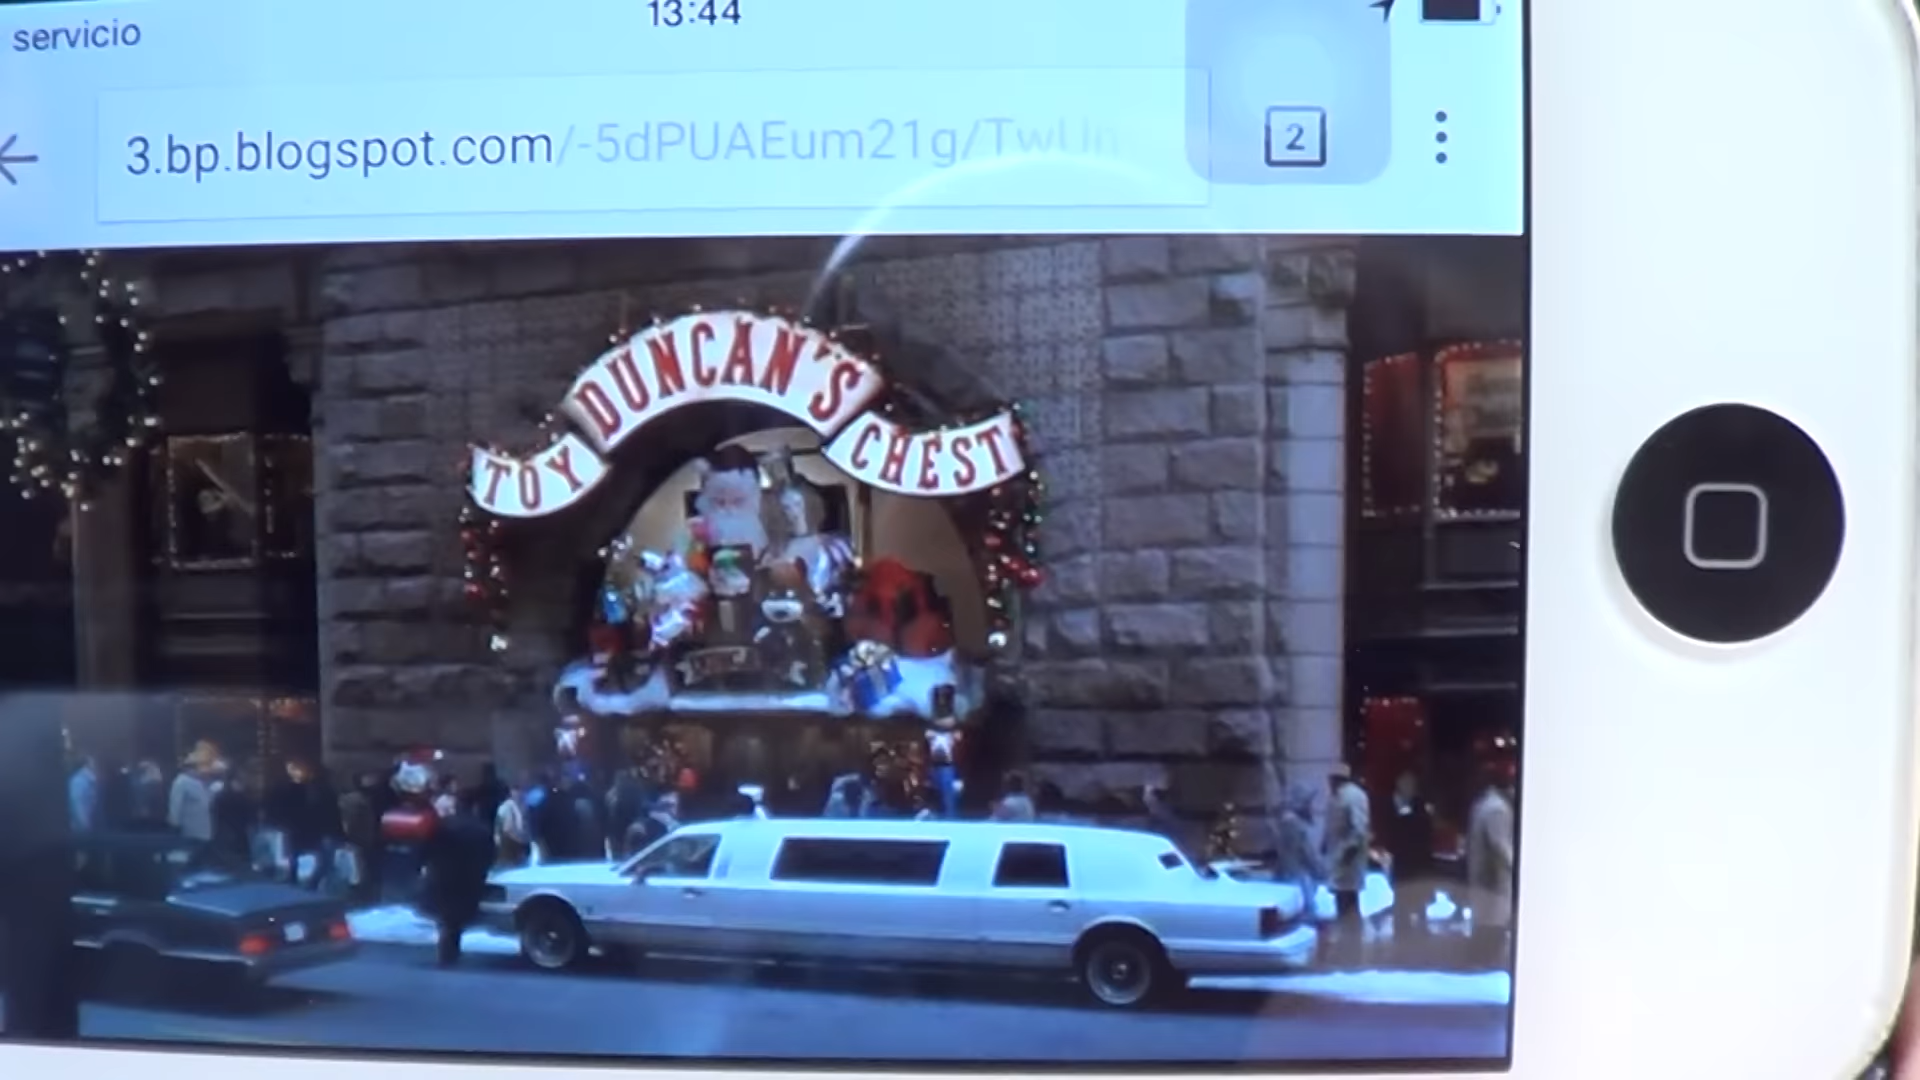 servicio
13:44
3.bp.blogspot.com/-5dPUAEum21g/TwUn
2
DUNCAN'S
TOY CHEST